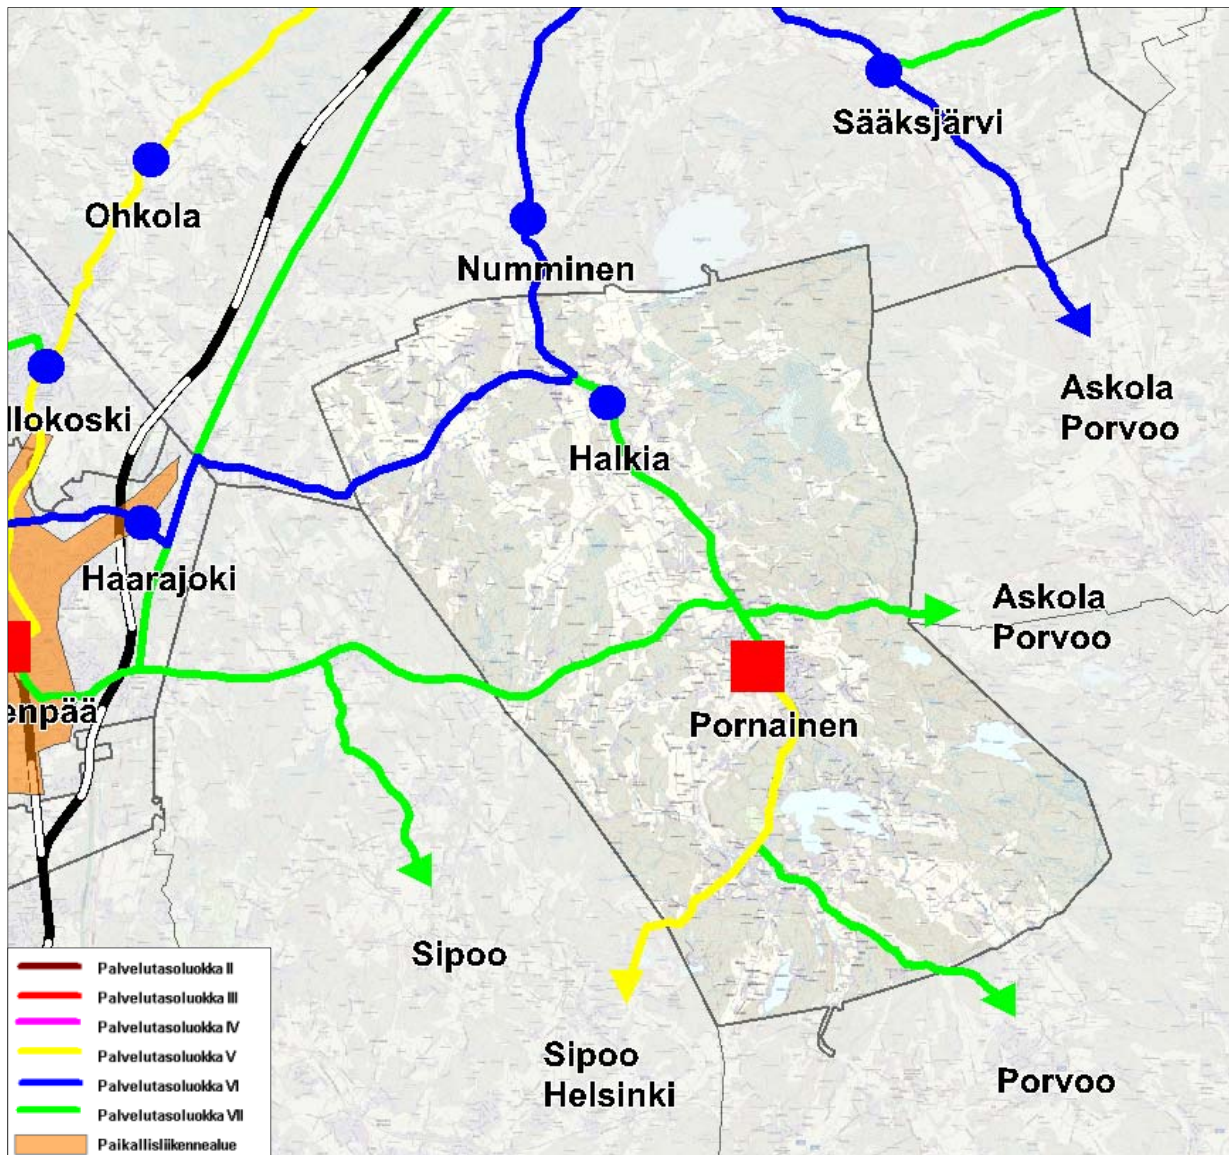 Sääksjärvi
Ohkola
Numminen
Askola
Porvoo
llokoski
Halkia
Haarajoki
Askola
Porvoo
enpää
Pornainen
Sipoo
Sipoo
Helsinki
Porvoo
Palvelutasoluokka II
Palvelutasoluokka III
Palvelutasoluokka IV
Palvelutasoluokka V
Palvelutasoluokka VI
Palvelutasoluokka VII
Paikallisliikennealue